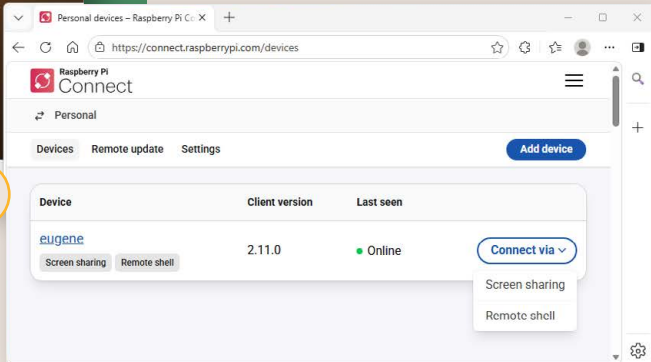 Personal devices – Raspberry Pi Co
https://connect.raspberrypi.com/devices
Raspberry Pi
Connect
Personal
Devices Remote update Settings Add device
Device Client version Last seen
eugene
2.11.0 Online Connect via
Screen sharing Remote shell
Screen sharing
Remote shell